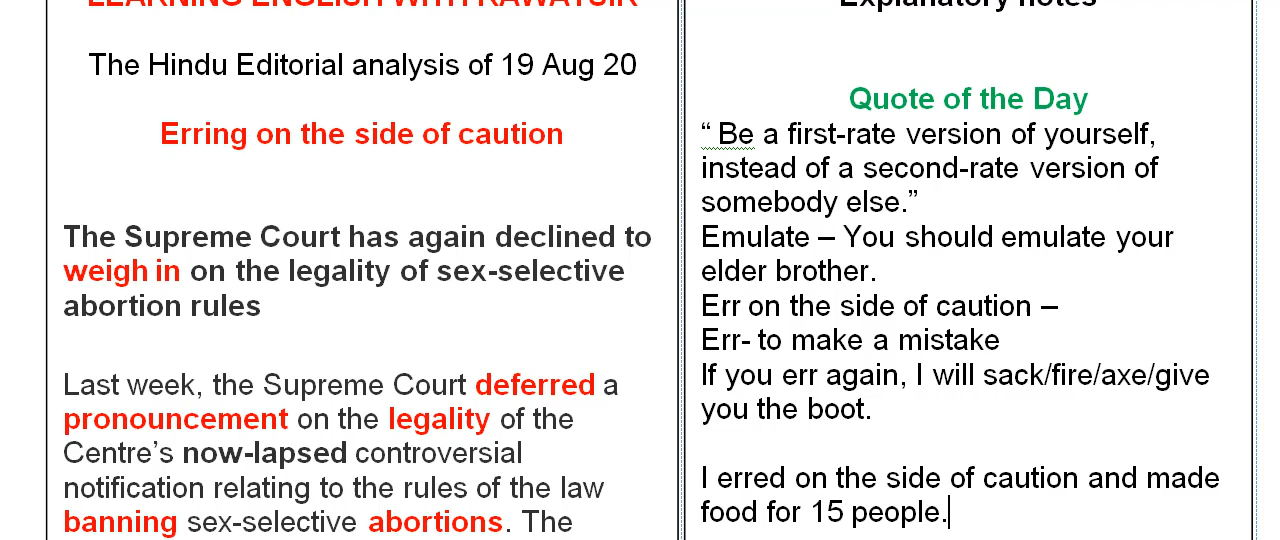 LEARNING ENGLISH WITH RAWATSIR
The Hindu Editorial analysis of 19 Aug 20
Erring on the side of caution
The Supreme Court has again declined to
weigh in on the legality of sex-selective
abortion rules
Last week, the Supreme Court deferred a
pronouncement on the legality of the
Centre’s now-lapsed controversial
notification relating to the rules of the law
banning sex-selective abortions. The
Explanatory notes
Quote of the Day
“ Be a first-rate version of yourself,
instead of a second-rate version of
somebody else.”
Emulate – You should emulate your
elder brother.
Err on the side of caution –
Err- to make a mistake
If you err again, I will sack/fire/axe/give
you the boot.
I erred on the side of caution and made
food for 15 people.